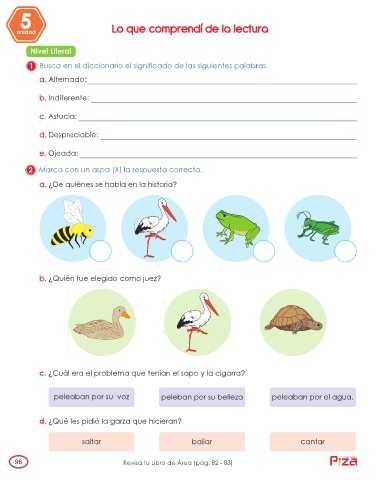 5
unidad
Lo que comprendí de la lectura
Nivel Literal
1 Busca en el diccionario el significado de las siguientes palabras.
a. Alternado:
b. Indiferente:
c. Astucia:
d. Despreciable:
e. Ojeada:
2 Marca con un aspa (X) la respuesta correcta.
a. ¿De quiénes se habla en la historia?
b. ¿Quién fue elegido como juez?
c. ¿Cuál era el problema que tenían el sapo y la cigarra?
peleaban por su voz peleban por su belleza peleaban por el agua.
d. ¿Qué les pidió la garza que hicieran?
saltar bailar cantar
96 Revisa tu Libro de Área (pág. 82 - 83)